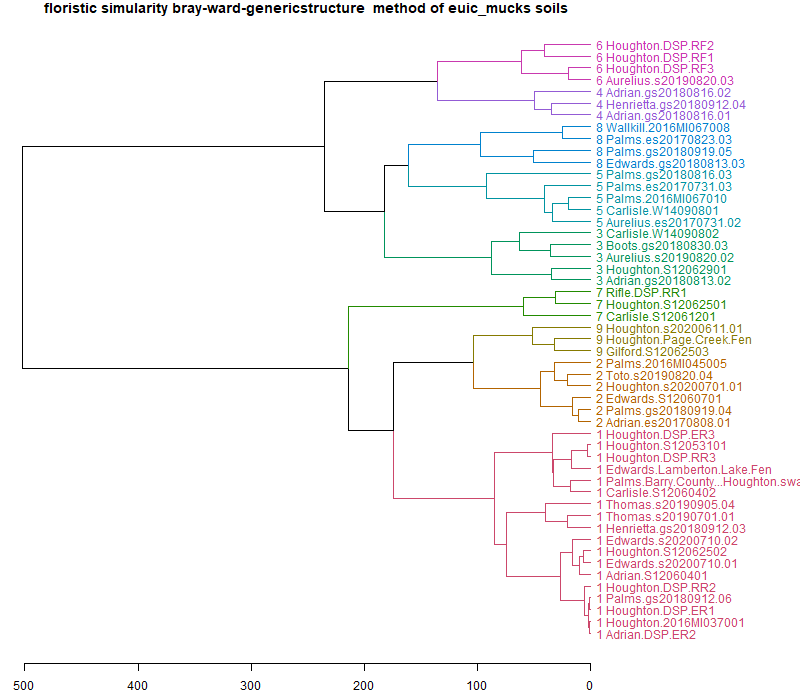 floristic simularity bray-ward-genericstructure method of euic_mucks soils
6 Houghton.DSP.RF2
6 Houghton.DSP.RF1
6 Houghton.DSP.RF3
6 Aurelius.s20190820.03
4 Adrian.gs20180816.02
4 Henrietta.gs20180912.04
4 Adrian.gs20180816.01
8 Wallkill.2016MI067008
8 Palms.es20170823.03
8 Palms.gs20180919.05
8 Edwards.gs20180813.03
5 Palms.gs20180816.03
5 Palms.es20170731.03
5 Palms.2016MI067010
5 Carlisle.W14090801
5 Aurelius.es20170731.02
3 Carlisle.W14090802
3 Boots.gs20180830.03
3 Aurelius.s20190820.02
3 Houghton.S12062901
3 Adrian.gs20180813.02
7 Rifle.DSP.RR1
7 Houghton.S12062501
7 Carlisle.S12061201
9 Houghton.s20200611.01
9 Houghton.Page.Creek.Fen
9 Gilford.S12062503
2 Palms.2016MI045005
2 Toto.s20190820.04
2 Houghton.s20200701.01
2 Edwards.S12060701
2 Palms.gs20180919.04
2 Adrian.es20170808.01
1 Houghton.DSP.ER3
1 Houghton.S12053101
1 Houghton.DSP.RR3
1 Edwards.Lamberton.Lake.Fen
1 Palms.Barry.County...Houghton.swa
1 Carlisle.S12060402
1 Thomas.s20190905.04
1 Thomas.s20190701.01
1 Henrietta.gs20180912.03
1 Edwards.s20200710.02
1 Houghton.S12062502
1 Edwards.s20200710.01
1 Adrian.S12060401
1 Houghton.DSP.RR2
1 Palms.gs20180912.06
1 Houghton.DSP.ER1
1 Houghton.2016MI037001
1 Adrian.DSP.ER2
500 400 300 200 100 0